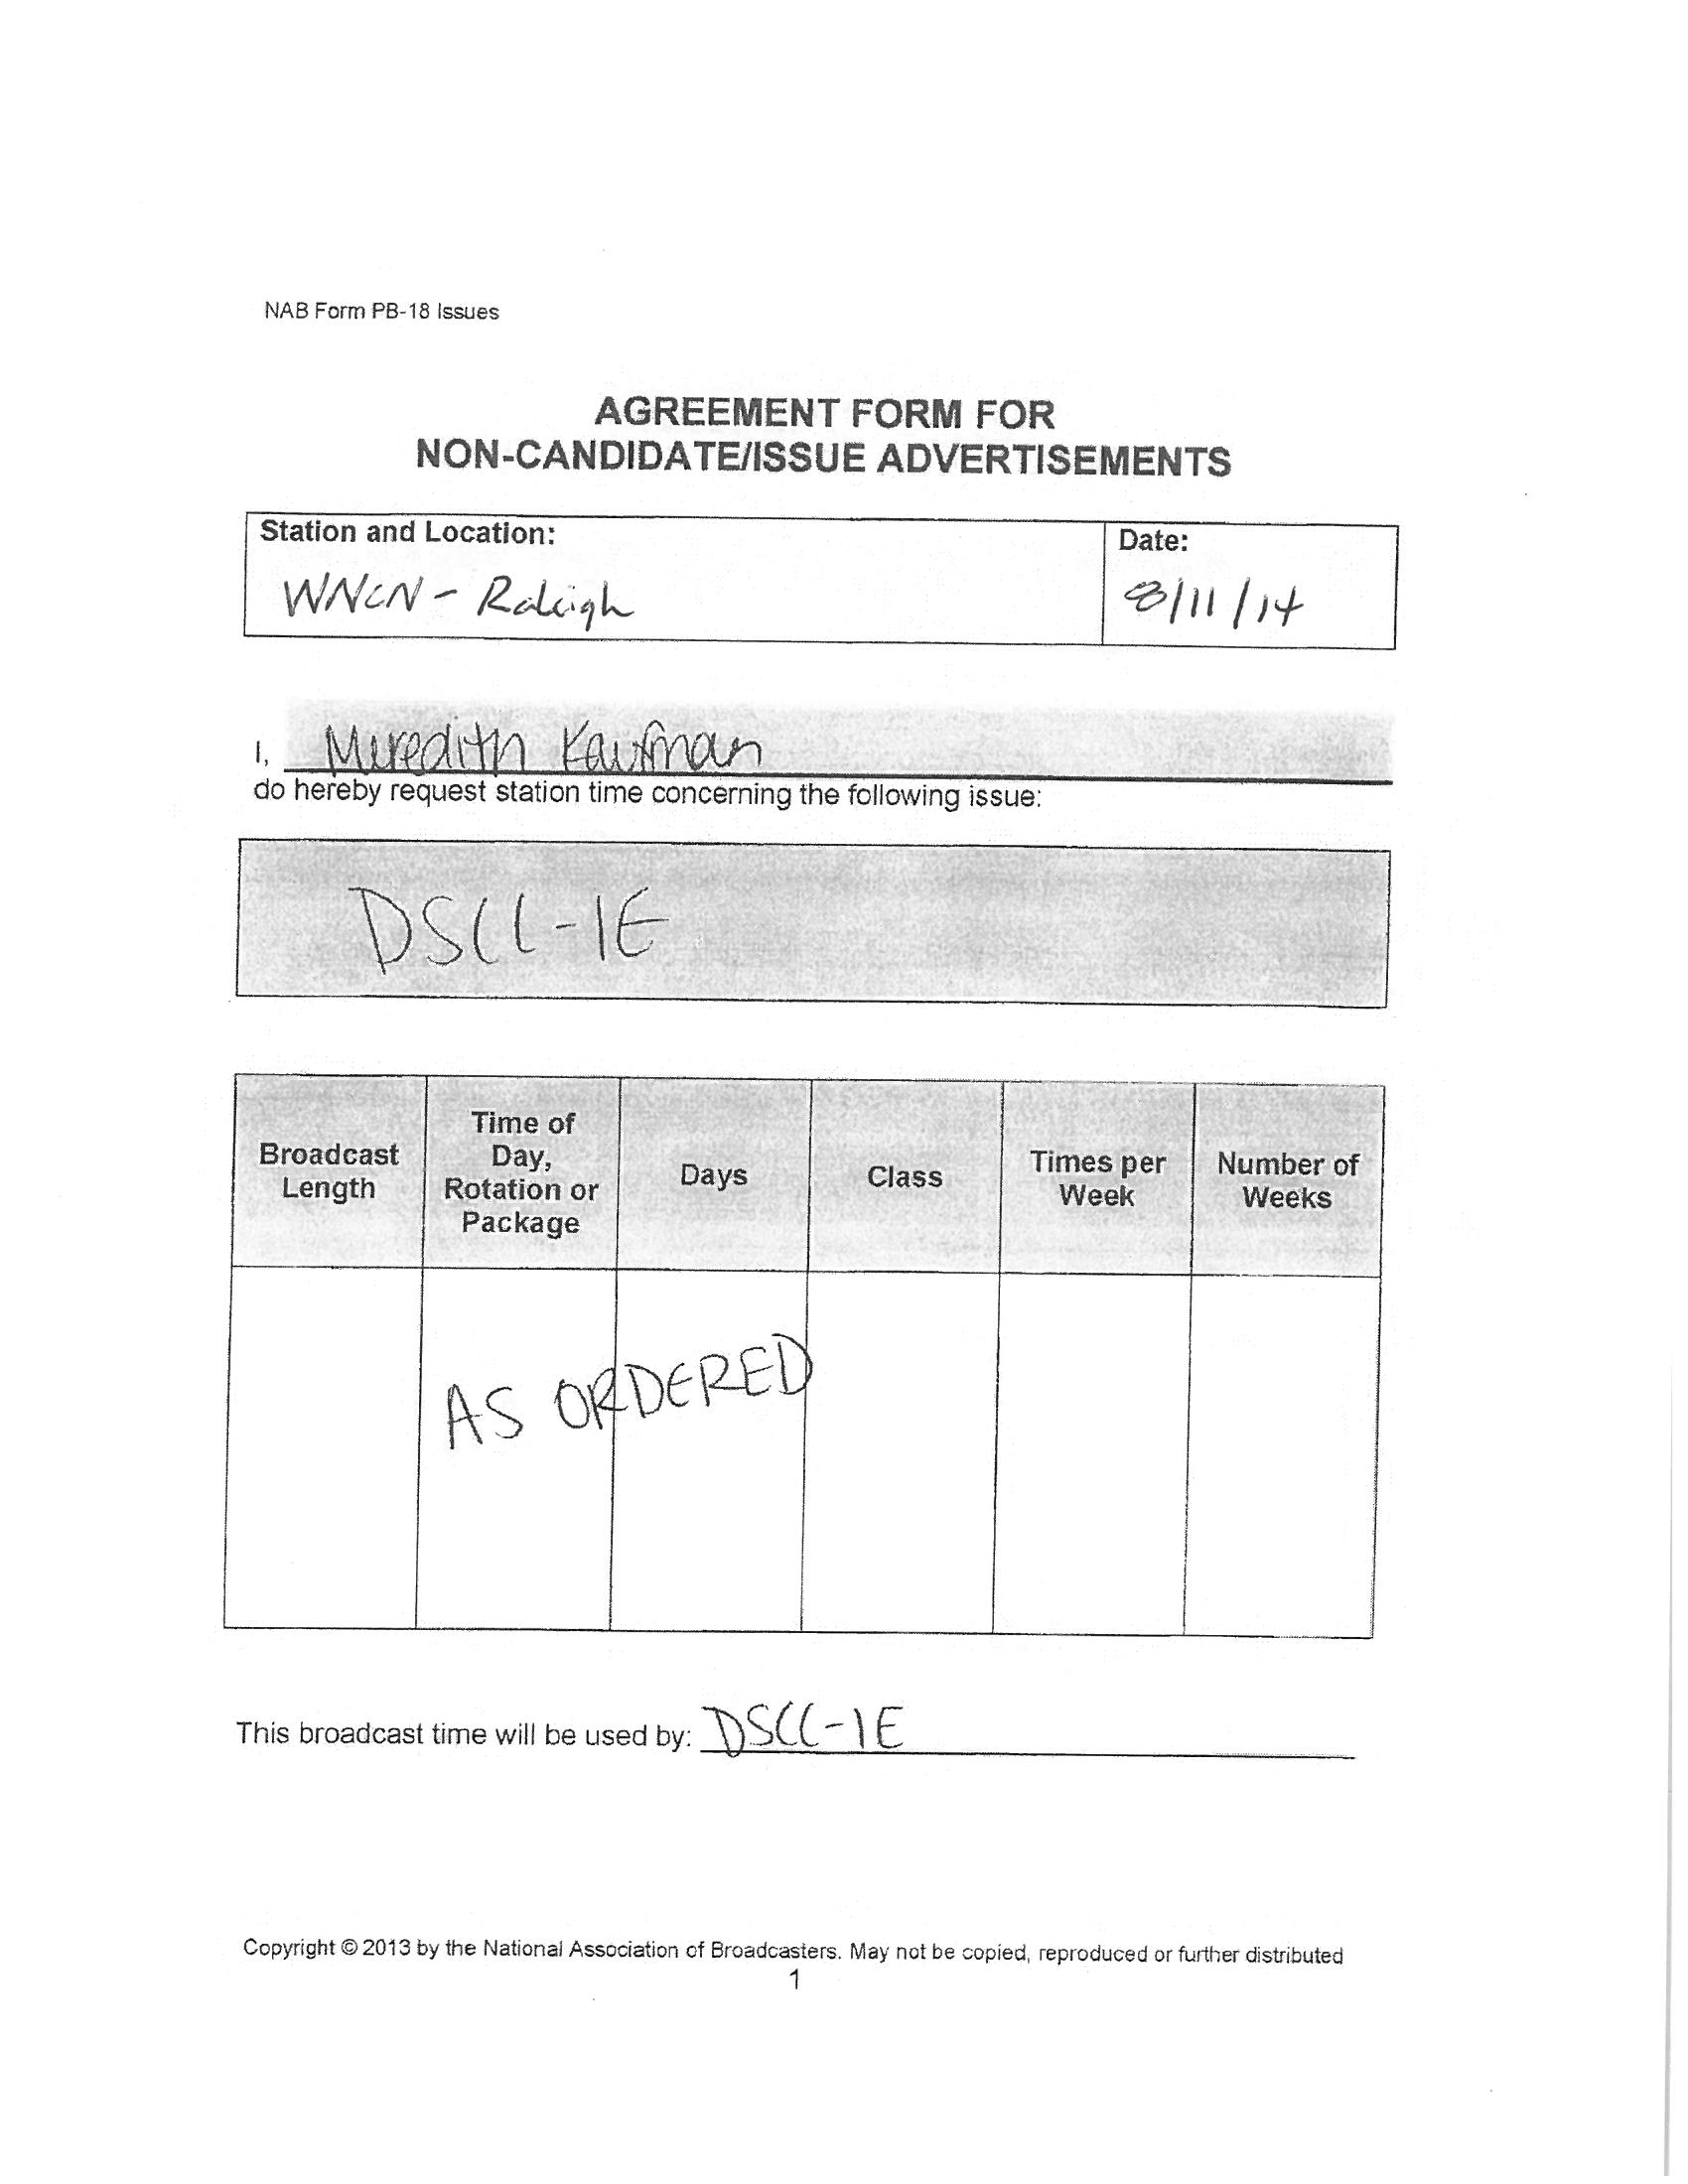 NAB Form PB-18 Issues
AGREEMENT FORM FOR
NON-CANDIDATE/ISSUE ADVERTISEMENTS
Station and Location:
Date:
WNCN - Raleigh
8/11/14
I, Meredith Kaufman
do hereby request station time concerning the following issue:
DSCC-IE
Broadcast Length
Time of Day, Rotation or Package
Days
Class
Times per Week
Number of Weeks
AS ORDERED
This broadcast time will be used by: DSCC-IE
Copyright © 2013 by the National Association of Broadcasters. May not be copied, reproduced or further distributed
1